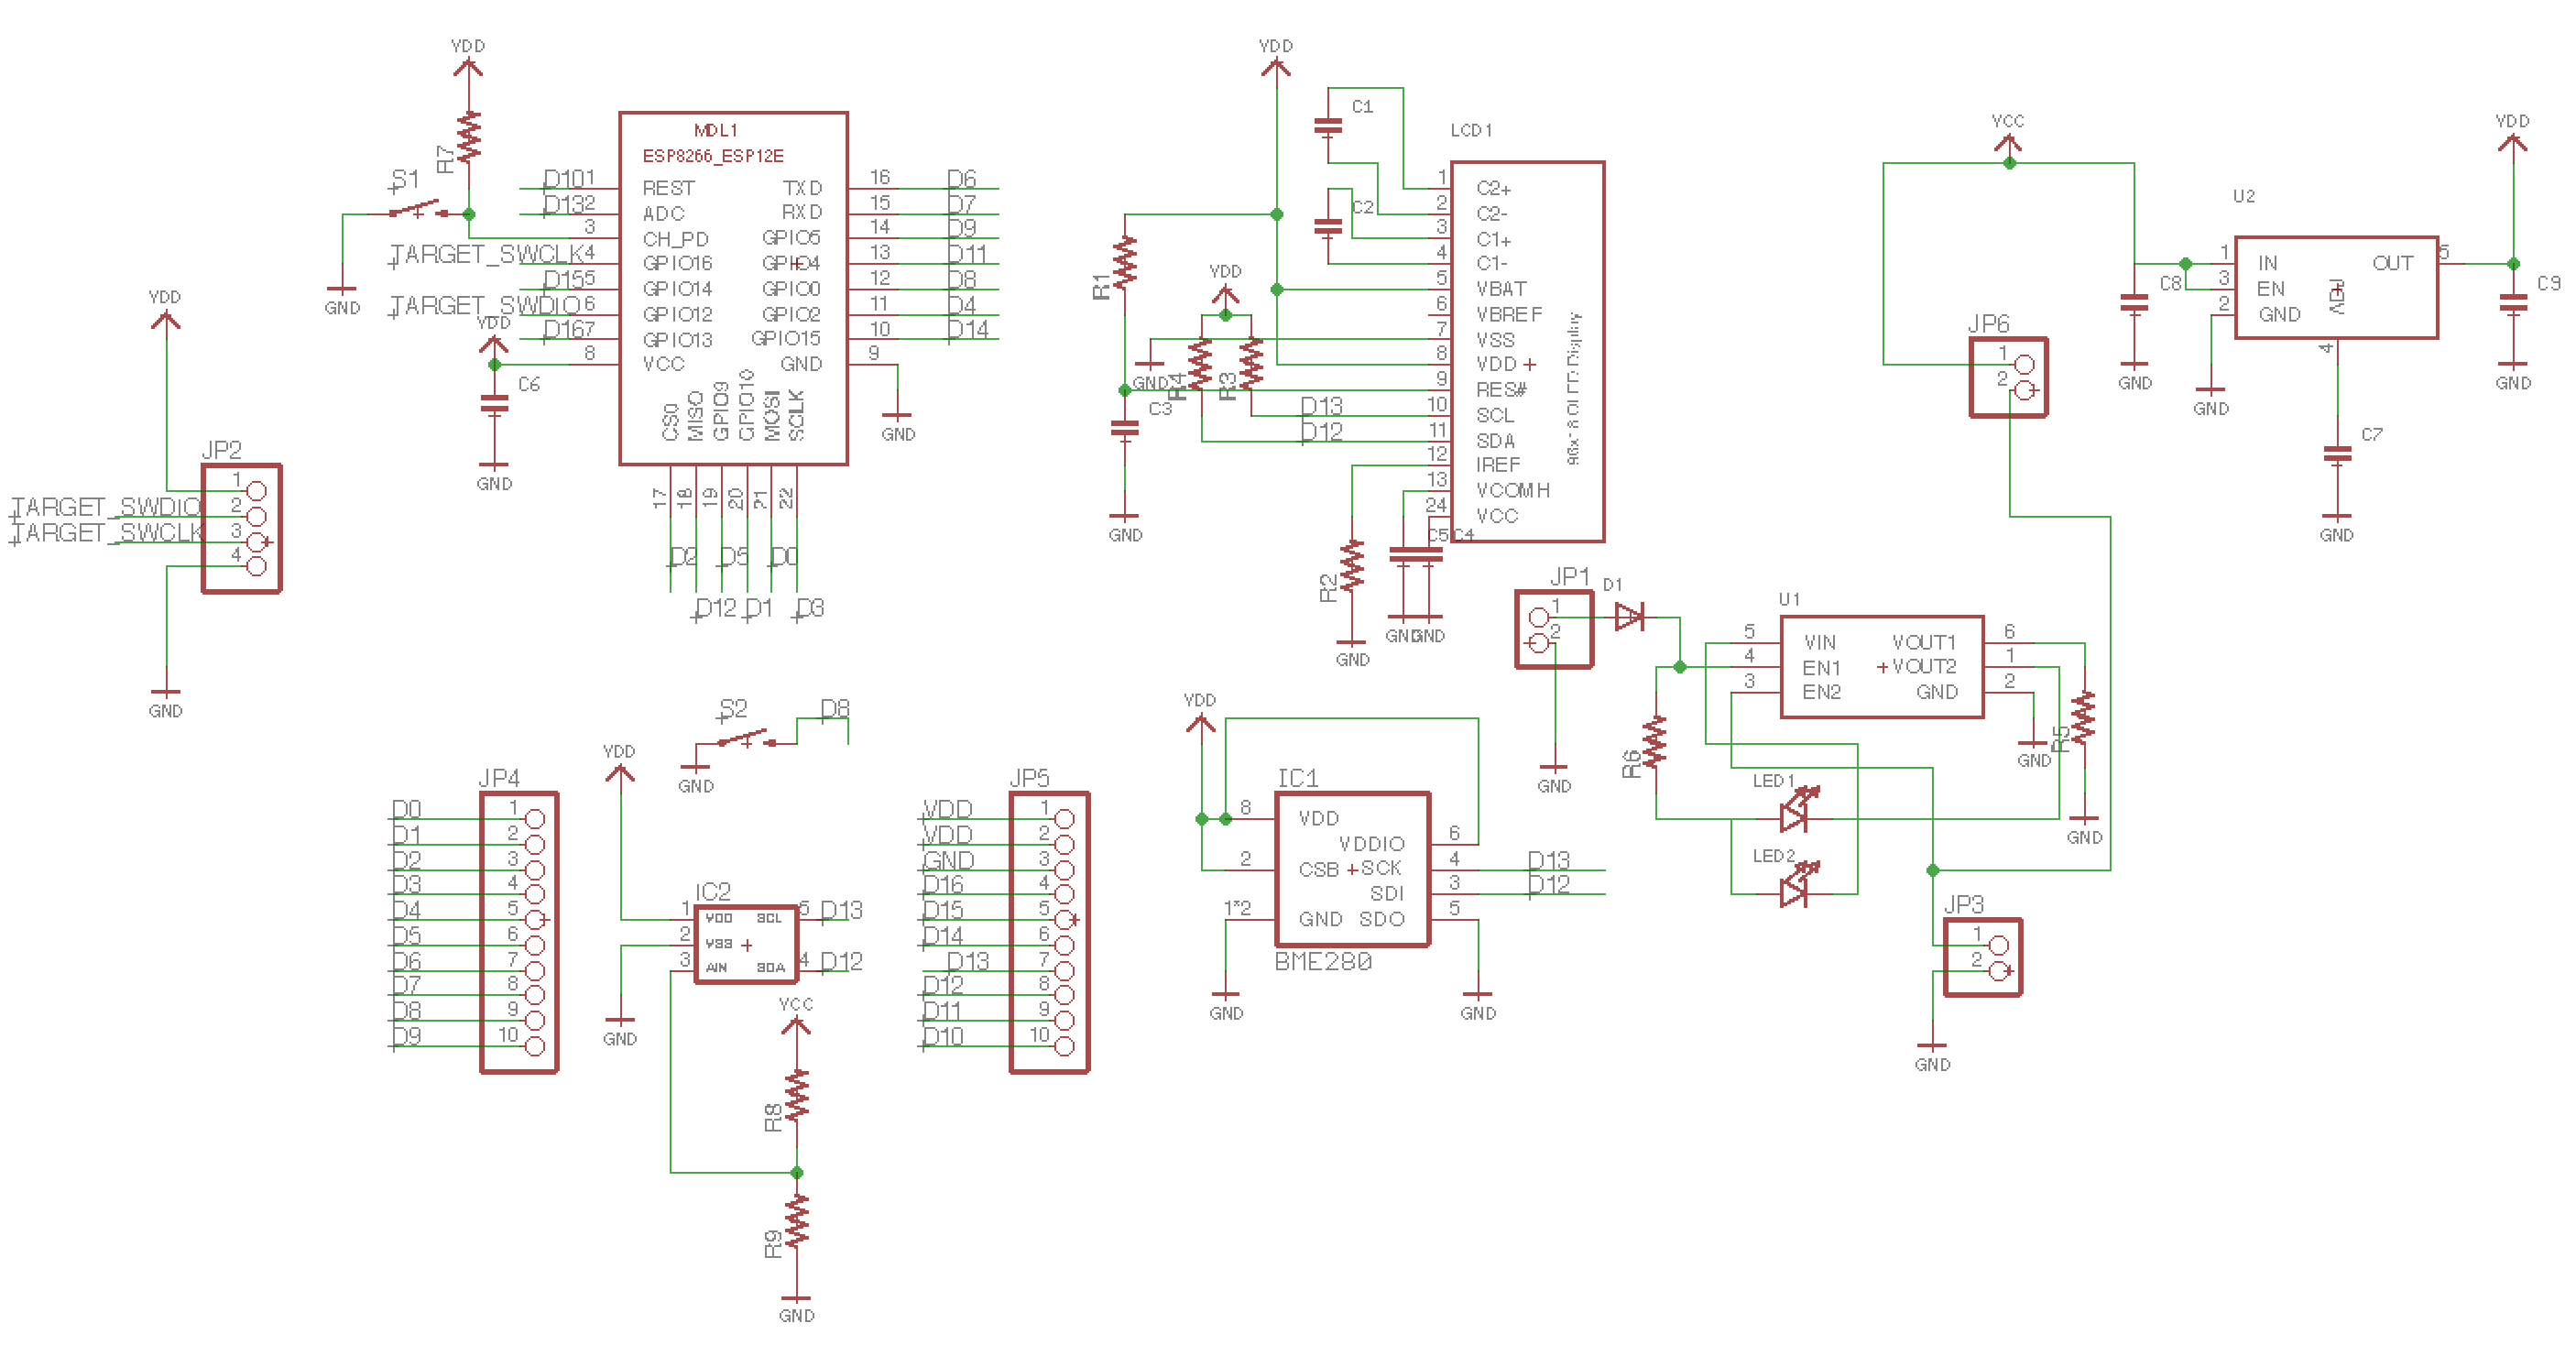 VDD
R7
S1
GND
MDL1
ESP8266_ESP12E
D10 1 REST
D13 2 ADC
3 CH_PD
TARGET_SWCLK 4 GPIO16
D15 5 GPIO14
TARGET_SWDIO 6 GPIO12
D16 7 GPIO13
8 VCC
TXD 16 D6
RXD 15 D7
GPIO5 14 D9
GPIO4 13 D11
GPIO0 12 D8
GPIO2 11 D4
GPIO15 10 D14
GND 9
CS0 MISO GPIO9 GPIO10 MOSI SCLK
17 18 19 20 21 22
D2 D5 D0
D12 D1 D3
VDD
C6
GND
GND
VDD
JP2
1
TARGET_SWDIO 2
TARGET_SWCLK 3
4
GND
VDD
C1
C2
R1
VDD
GND
R4 R3
C3
GND
D13
D12
R2
GND
C5 C4
GND GND
LCD1
1 C2+
2 C2-
3 C1+
4 C1-
5 VBAT
6 VBREF
7 VSS
8 VDD
9 RES#
10 SCL
11 SDA
12 IREF
13 VCOMH
24 VCC
VCC
JP6
1
2
C8
GND
U2
1 IN
3 EN
2 GND
OUT 5
ADJ
4
GND
C7
GND
VDD
C9
GND
JP1
1
2
D1
GND
U1
5 VIN
4 EN1
3 EN2
VOUT1 6
VOUT2 1
GND 2
GND
R5
GND
R6
LED1
LED2
JP3
1
2
GND
S2
D8
GND
JP4
D0 1
D1 2
D2 3
D3 4
D4 5
D5 6
D6 7
D7 8
D8 9
D9 10
VDD
IC2
1 VDD SCL 5 D13
2 VSS
3 AIN SDA 4 D12
GND
VCC
R8
R9
GND
JP5
VDD 1
VDD 2
GND 3
D16 4
D15 5
D14 6
D13 7
D12 8
D11 9
D10 10
VDD
IC1
8 VDD
VDDIO 6
2 CSB SCK 4 D13
SDI 3 D12
1*2 GND SDO 5
BME280
GND
GND